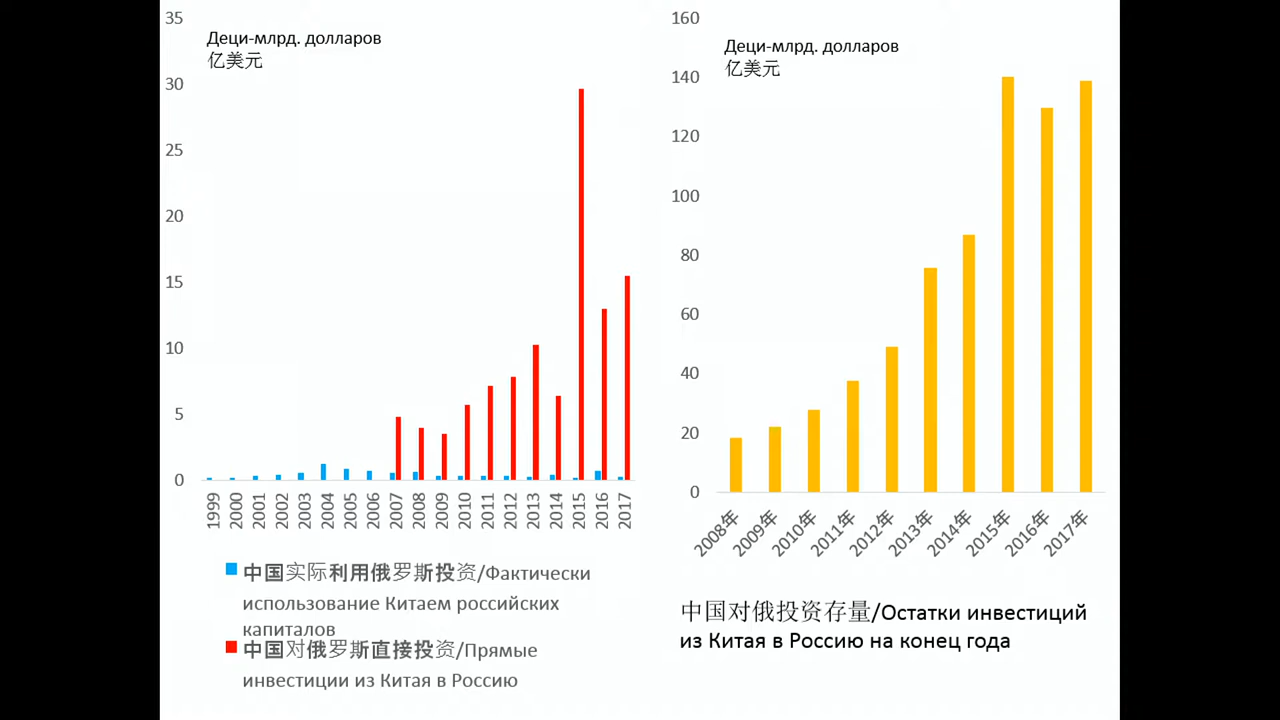 35
30
25
20
15
10
5
0
Деци-млрд. долларов
亿美元
1999
2000
2001
2002
2003
2004
2005
2006
2007
2008
2009
2010
2011
2012
2013
2014
2015
2016
2017
中国实际利用俄罗斯投资/Фактически
использование Китаем российских
капиталов
中国对俄罗斯直接投资/Прямые
инвестиции из Китая в Россию
160
140
120
100
80
60
40
20
0
Деци-млрд. долларов
亿美元
2008年
2009年
2010年
2011年
2012年
2013年
2014年
2015年
2016年
2017年
中国对俄投资存量/Остатки инвестиций
из Китая в Россию на конец года